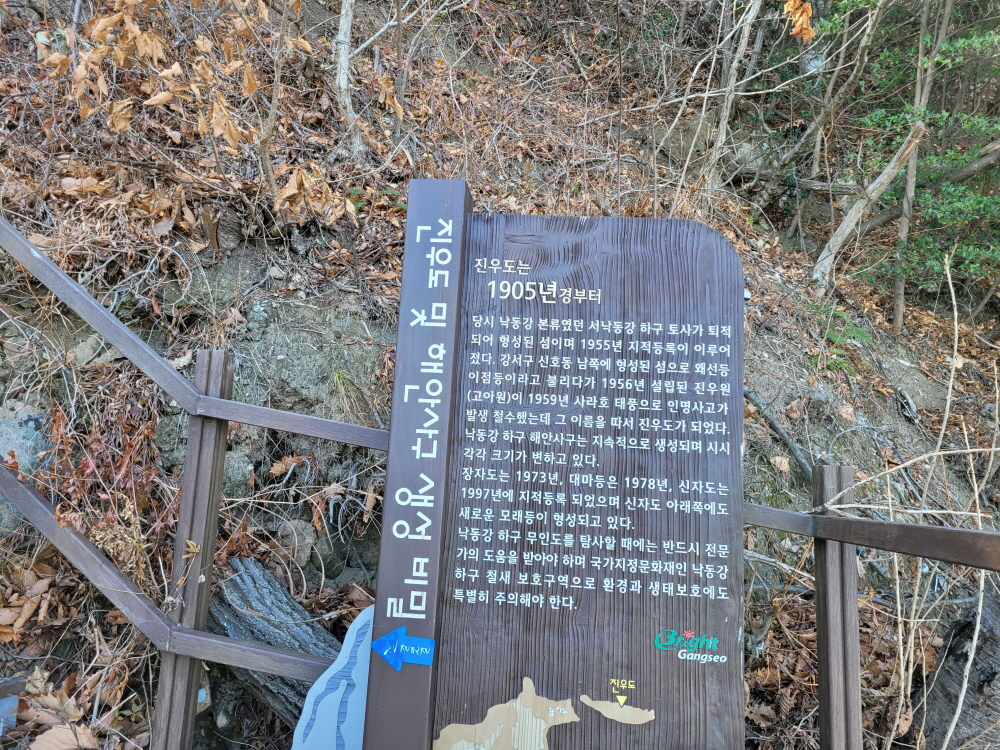 진우도 및 해안사구 생성 비밀
진우도는
1905년경부터
당시 낙동강 본류였던 서낙동강 하구 토사가 퇴적
되어 형성된 섬이며 1955년 지적등록이 이루어
졌다. 강서구 신호동 남쪽에 형성된 섬으로 왜선등
이점등이라고 불리다가 1956년 설립된 진우원
(고아원)이 1959년 사라호 태풍으로 인명사고가
발생 철수했는데 그 이름을 따서 진우도가 되었다.
낙동강 하구 해안사구는 지속적으로 생성되며 시시
각각 크기가 변하고 있다.
장자도는 1973년, 대마등은 1978년, 신자도는
1997년에 지적등록 되었으며 신자도 아래쪽에도
새로운 모래등이 형성되고 있다.
낙동강 하구 무인도를 탐사할 때에는 반드시 전문
가의 도움을 받아야 하며 국가지정문화재인 낙동강
하구 철새 보호구역으로 환경과 생태보호에도
특별히 주의해야 한다.
Bright
Gangseo
진우도